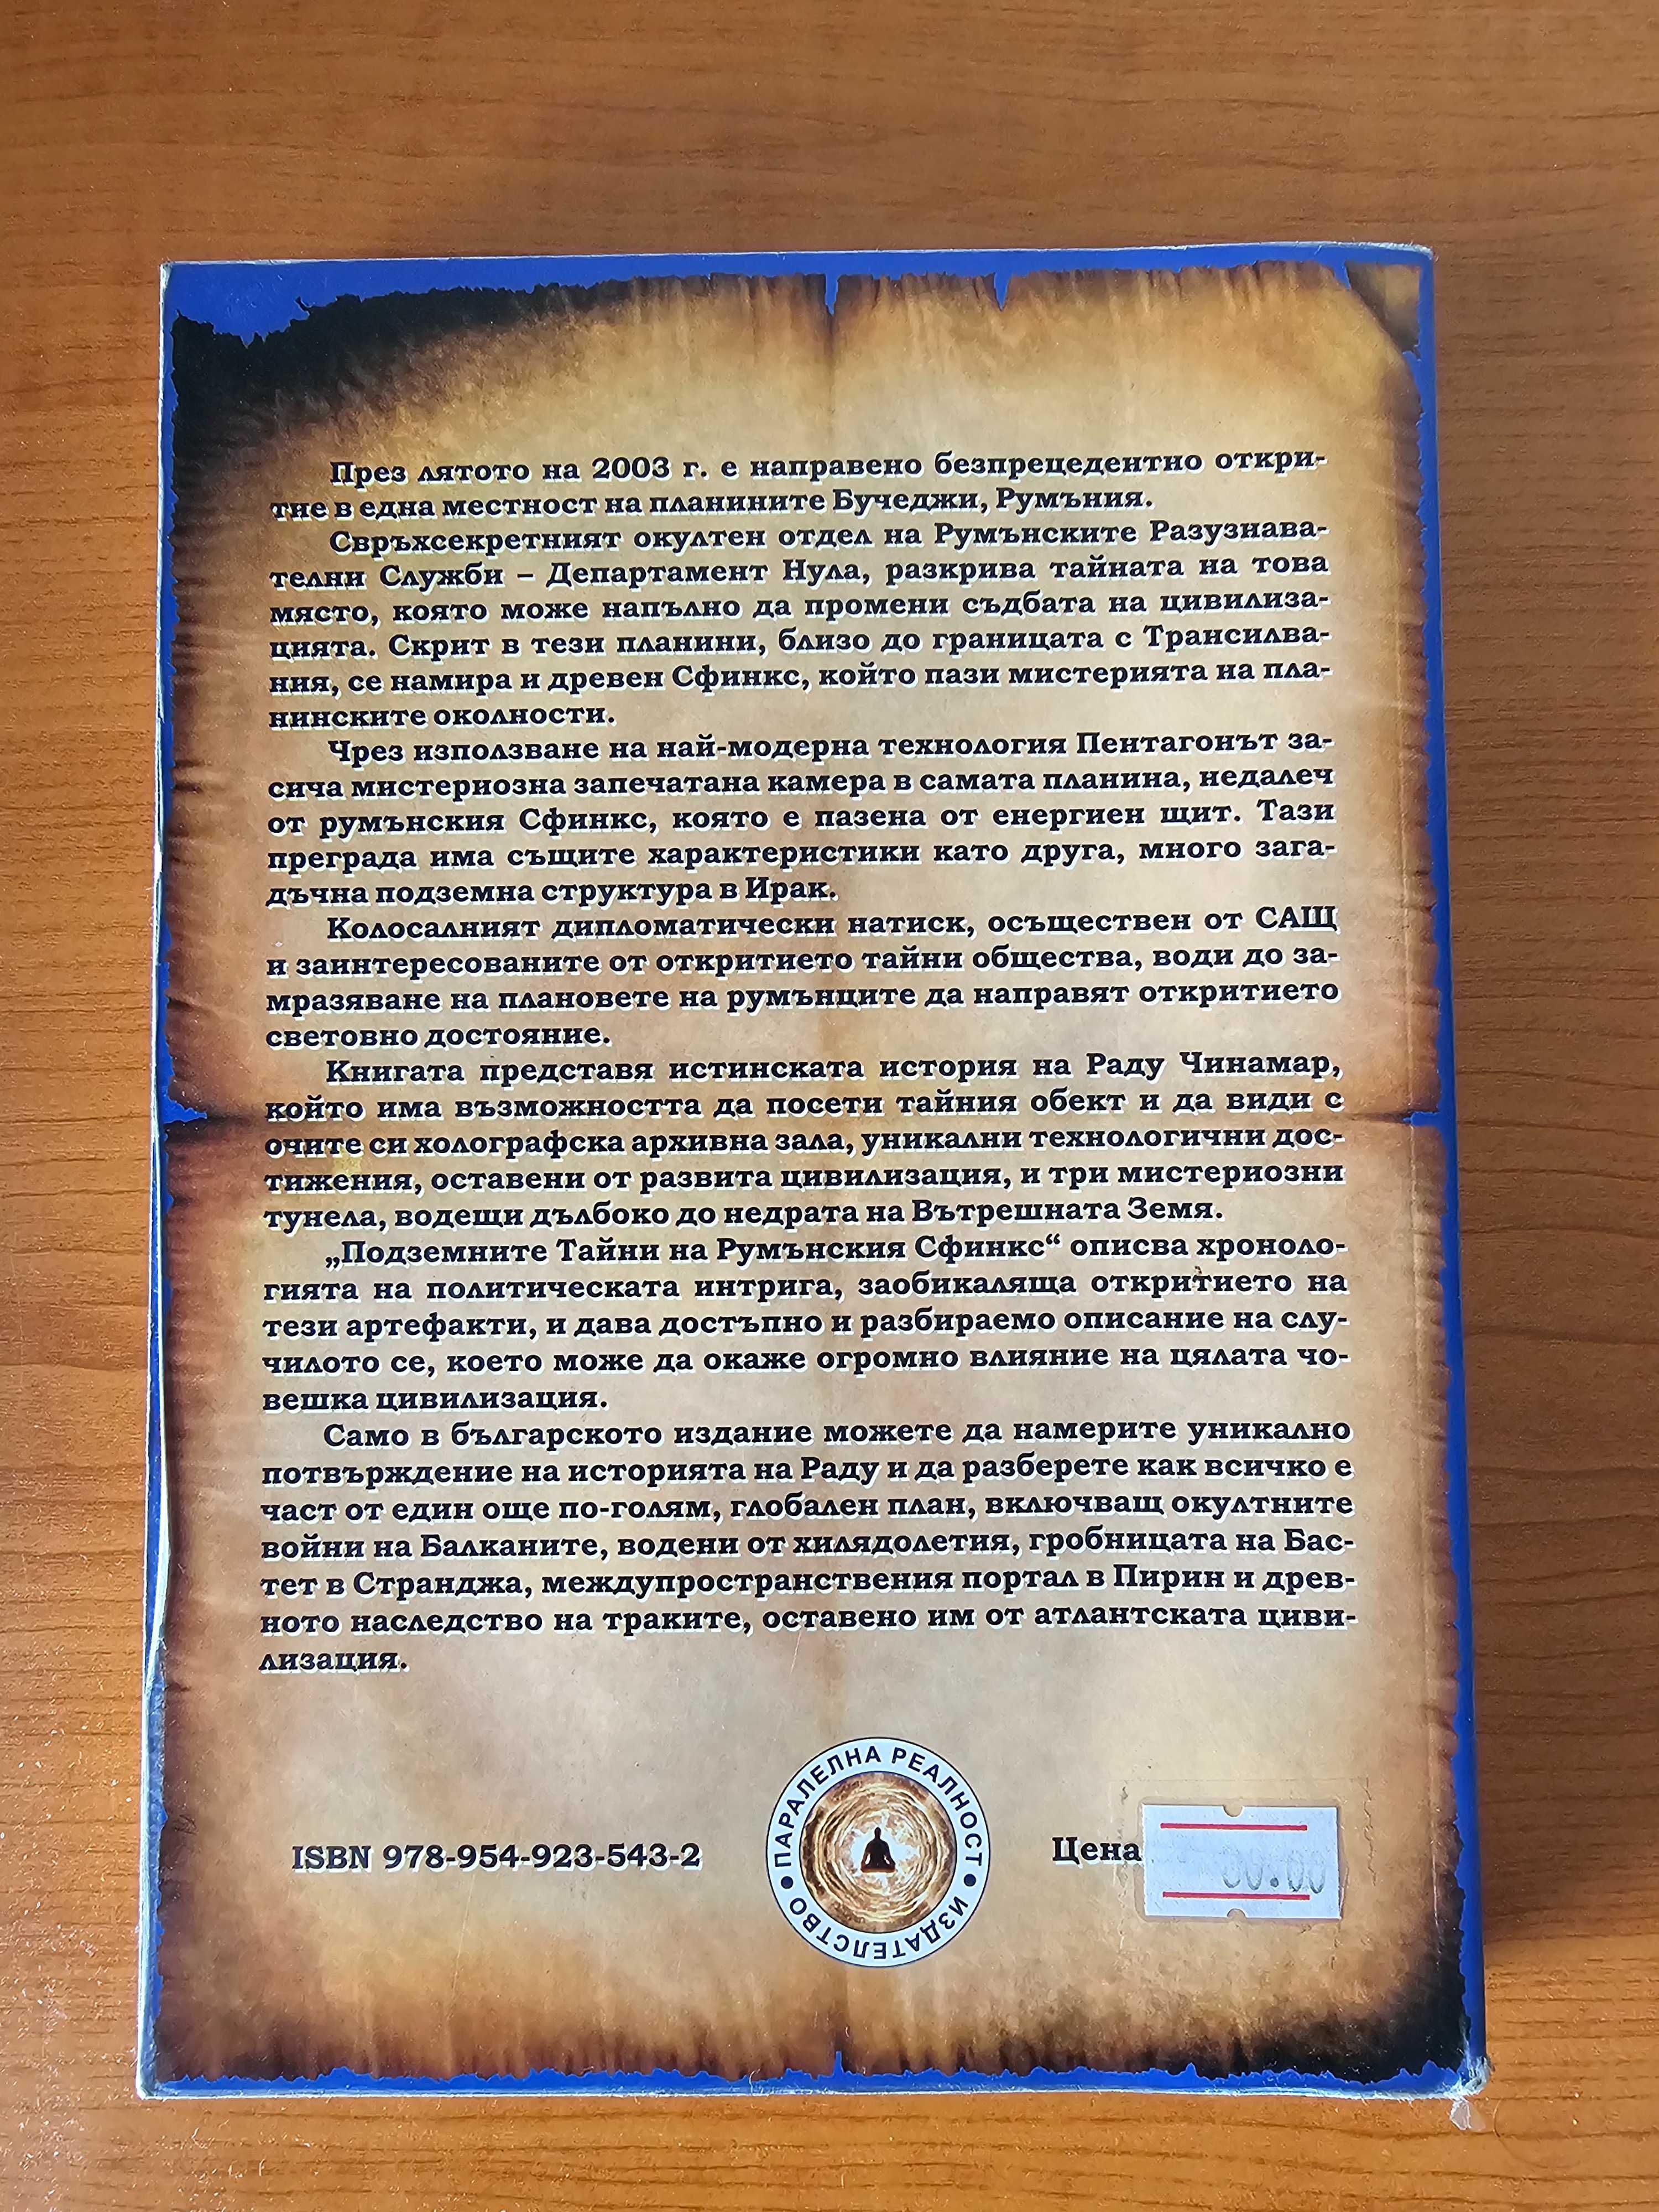 През лятото на 2003 г. е направено безпрецедентно откри-
тие в една местност на планините Бучеджи, Румъния.
Свръхсекретният окултен отдел на Румънските Разузнава-
телни Служби – Департамент Нула, разкрива тайната на това
място, която може напълно да промени съдбата на цивилиза-
цията. Скрит в тези планини, близо до границата с Трансилва-
ния, се намира и древен Сфинкс, който пази мистерията на пла-
нинските околности.
Чрез използване на най-модерна технология Пентагонът за-
сича мистериозна запечатана камера в самата планина, недалеч
от румънския Сфинкс, която е пазена от енергиен щит. Тази
преграда има същите характеристики като друга, много зага-
дъчна подземна структура в Ирак.
Колосалният дипломатически натиск, осъществен от САЩ
и заинтересованите от откритието тайни общества, води до за-
мразяване на плановете на румънците да направят откритието
световно достояние.
Книгата представя истинската история на Раду Чинамар,
който има възможността да посети тайния обект и да види с
очите си холографска архивна зала, уникални технологични дос-
тижения, оставени от развита цивилизация, и три мистериозни
тунела, водещи дълбоко до недрата на Вътрешната Земя.
„Подземните Тайни на Румънския Сфинкс“ описва хроноло-
гията на политическата интрига, заобикаляща откритието на
тези артефакти, и дава достъпно и разбираемо описание на слу-
чилото се, което може да окаже огромно влияние на цялата чо-
вешка цивилизация.
Само в българското издание можете да намерите уникално
потвърждение на историята на Раду и да разберете как всичко е
част от един още по-голям, глобален план, включващ окултните
войни на Балканите, водени от хилядолетия, гробницата на Бас-
тет в Странджа, междупространствения портал в Пирин и древ-
ното наследство на траките, оставено им от атлантската циви-
лизация.
ISBN 978-954-923-543-2
• ПАРАЛЕЛНА РЕАЛНОСТ • ИЗДАТЕЛСТВО
Цена